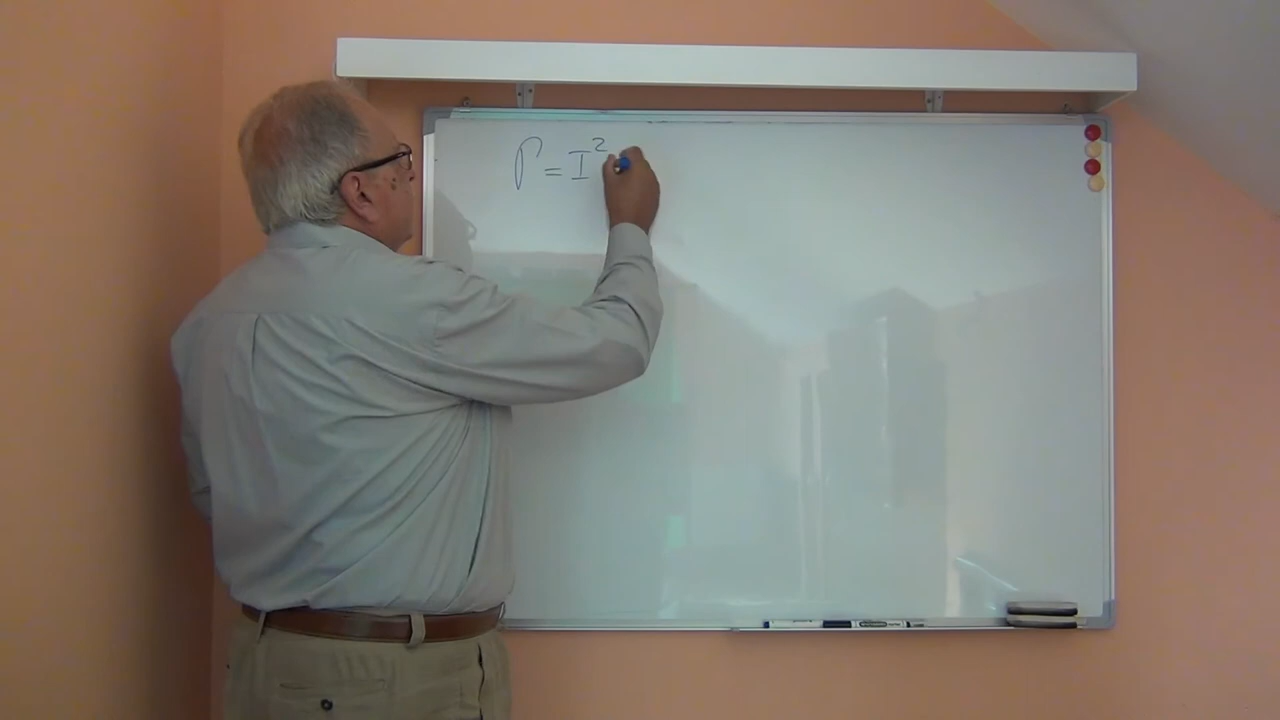 P = I²